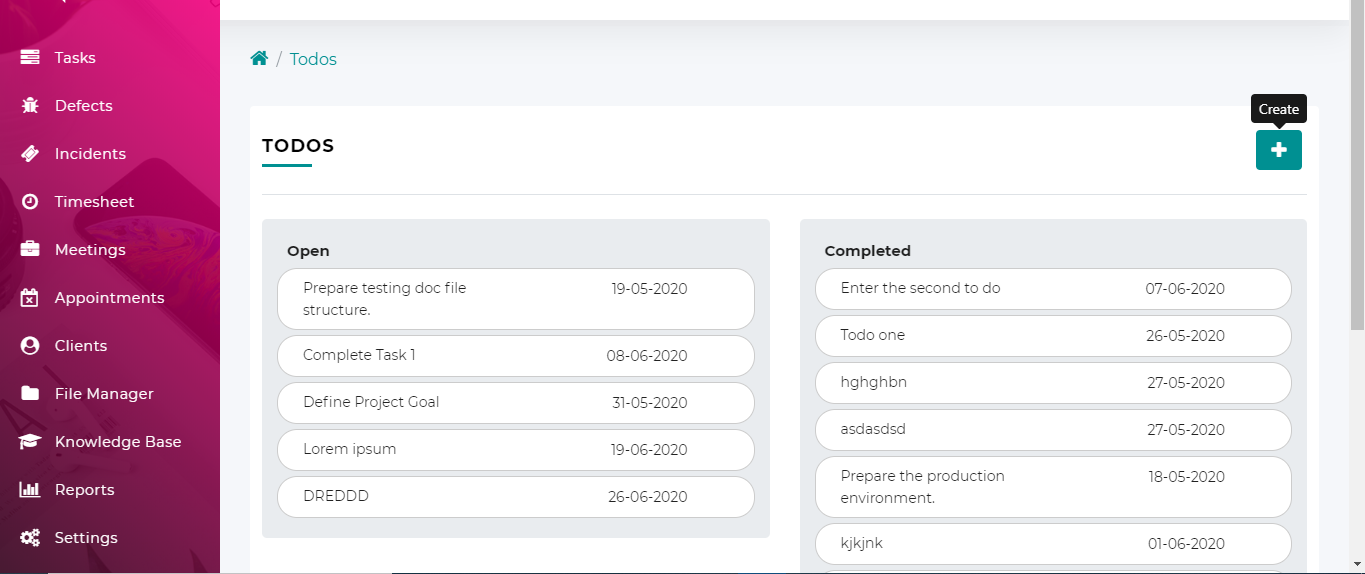 Tasks
Defects
Incidents
Timesheet
Meetings
Appointments
Clients
File Manager
Knowledge Base
Reports
Settings
/ Todos
Create
TODOS
Open
Prepare testing doc file 19-05-2020
structure.
Complete Task 1 08-06-2020
Define Project Goal 31-05-2020
Lorem ipsum 19-06-2020
DREDDD 26-06-2020
Completed
Enter the second to do 07-06-2020
Todo one 26-05-2020
hghghbn 27-05-2020
asdasdsd 27-05-2020
Prepare the production 18-05-2020
environment.
kjkjnk 01-06-2020